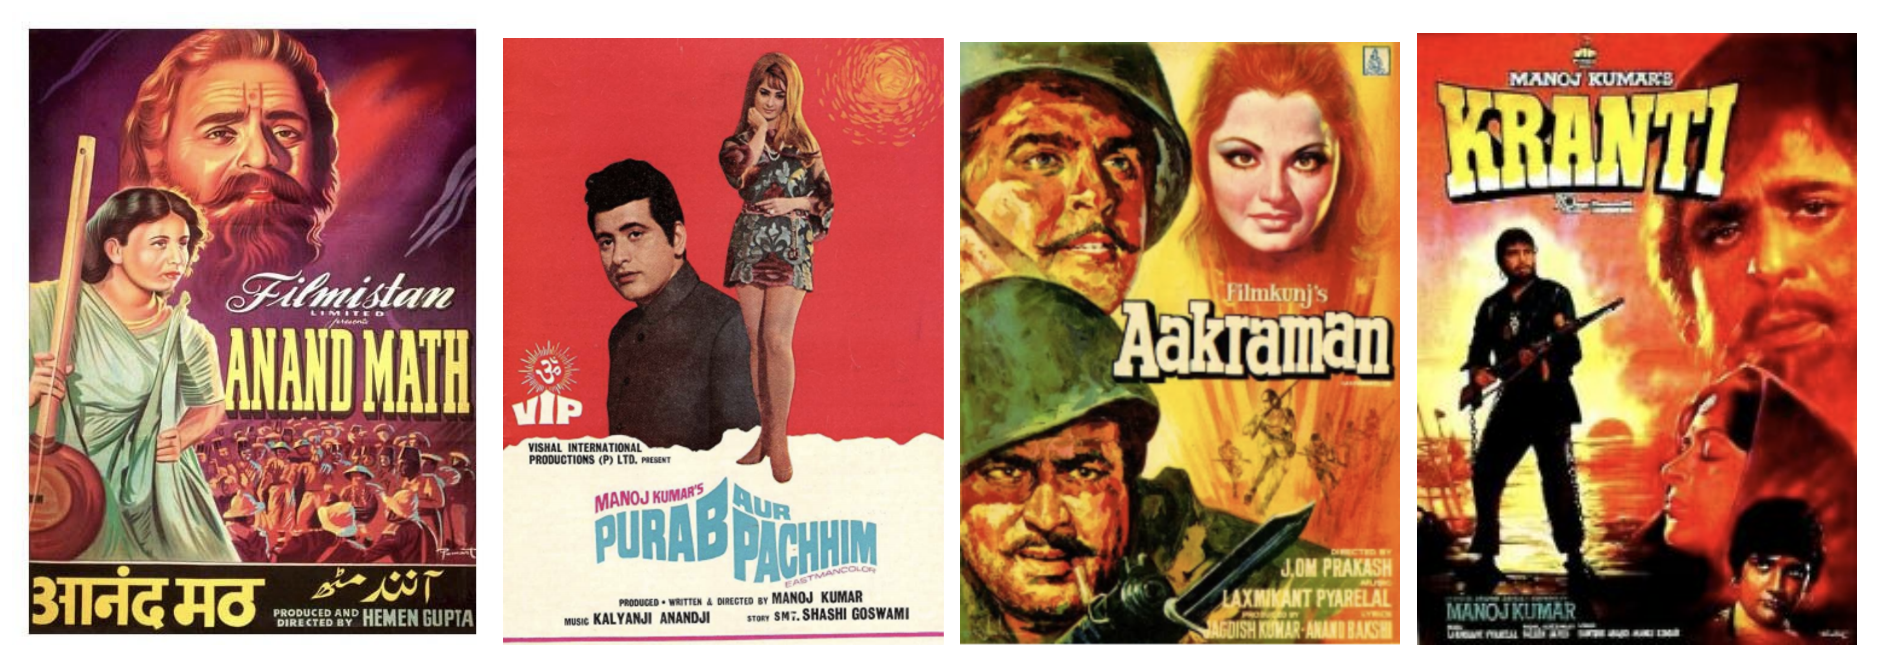 Filmistan
LIMITED
presents
ANAND MATH
आनंद मठ
آنند مٹھ
PRODUCED AND
DIRECTED BY HEMEN GUPTA
ॐ
VIP
VISHAL INTERNATIONAL
PRODUCTIONS (P) LTD. PRESENT
MANOJ KUMAR'S
PURAB AUR PACHHIM
EASTMANCOLOR
PRODUCED • WRITTEN & DIRECTED BY MANOJ KUMAR
MUSIC KALYANJI ANANDJI STORY SMT. SHASHI GOSWAMI
Filmkunj's
Aakraman
DIRECTED BY
J.OM PRAKASH
MUSIC
LAXMIKANT PYARELAL
PRODUCED BY LYRICS
JAGDISH KUMAR-ANAND BAKSHI
VIP
MANOJ KUMAR'S
KRANTI
MANOJ KUMAR